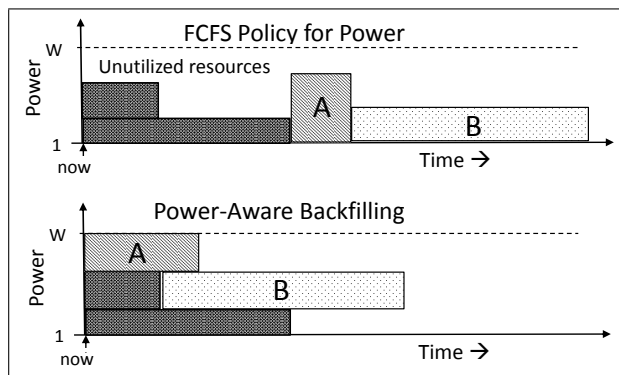 FCFS Policy for Power
W
Unutilized resources
Power
A
B
1
now
Time →
Power-Aware Backfilling
W
A
Power
B
1
now
Time →